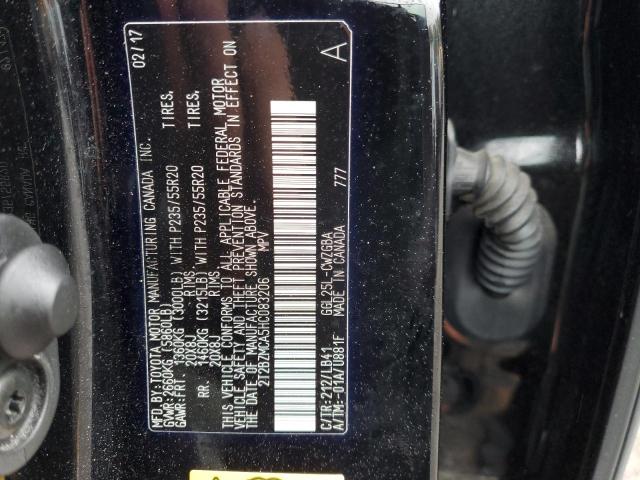 MFD.BY:TOYOTA MOTOR MANUFACTURING CANADA INC. 02/17
GVWR:2660KG (5860LB)
GAWR:FRT. 1360KG (3000LB) WITH P235/55R20 TIRES,
20X8J RIMS
RR. 1460KG (3215LB) WITH P235/55R20 TIRES,
20X8J RIMS
THIS VEHICLE CONFORMS TO ALL APPLICABLE FEDERAL MOTOR
VEHICLE SAFETY AND THEFT PREVENTION STANDARDS IN EFFECT ON
THE DATE OF MANUFACTURE SHOWN ABOVE.
2T2BZMCA5HC083206 MPV A
C/TR:212/LB41 GGL25L-CWZGBA
A/TM:-01A/U881F MADE IN CANADA 777